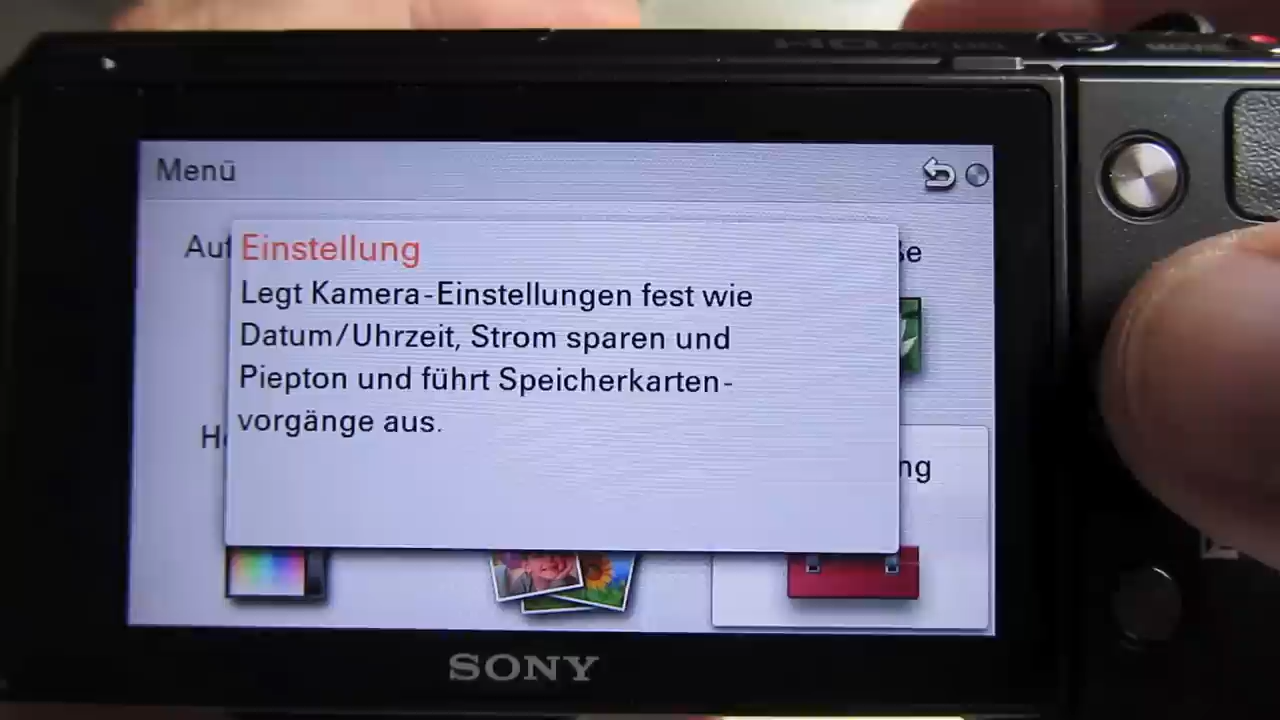 Menü
Einstellung
Legt Kamera-Einstellungen fest wie
Datum/Uhrzeit, Strom sparen und
Piepton und führt Speicherkarten-
vorgänge aus.
SONY